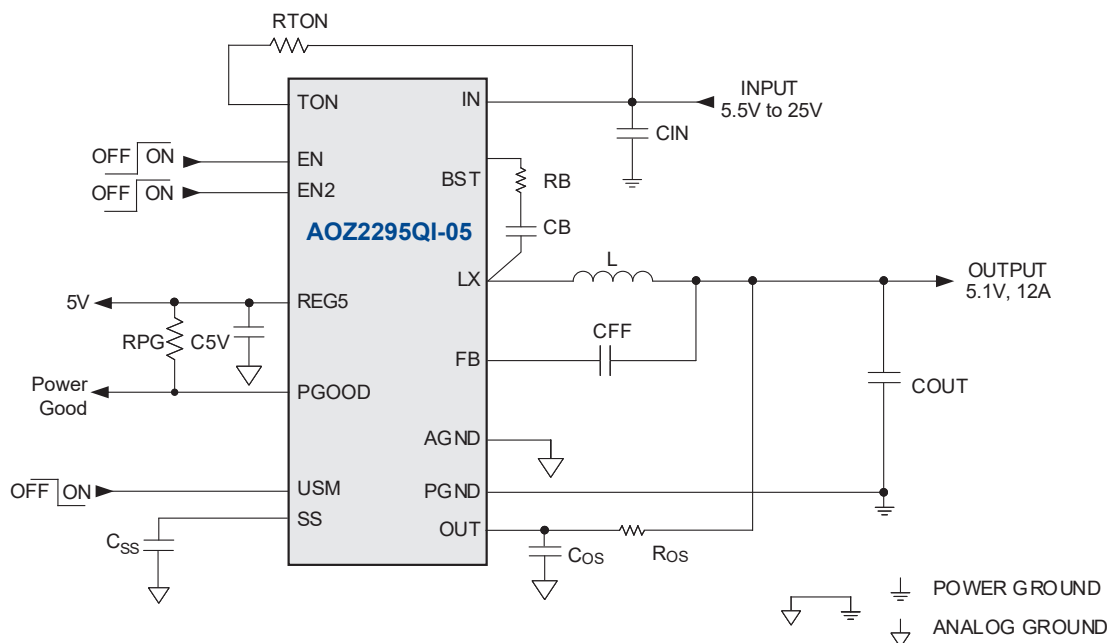 RTON
TON
IN
INPUT
5.5V to 25V
CIN
OFF ON
EN
BST
RB
OFF ON
EN2
CB
AOZ2295QI-05
LX
L
OUTPUT
5.1V, 12A
5V
REG5
RPG
C5V
CFF
FB
Power
Good
PGOOD
COUT
AGND
OFF ON
USM
PGND
SS
OUT
CSS
COS
ROS
POWER GROUND
ANALOG GROUND